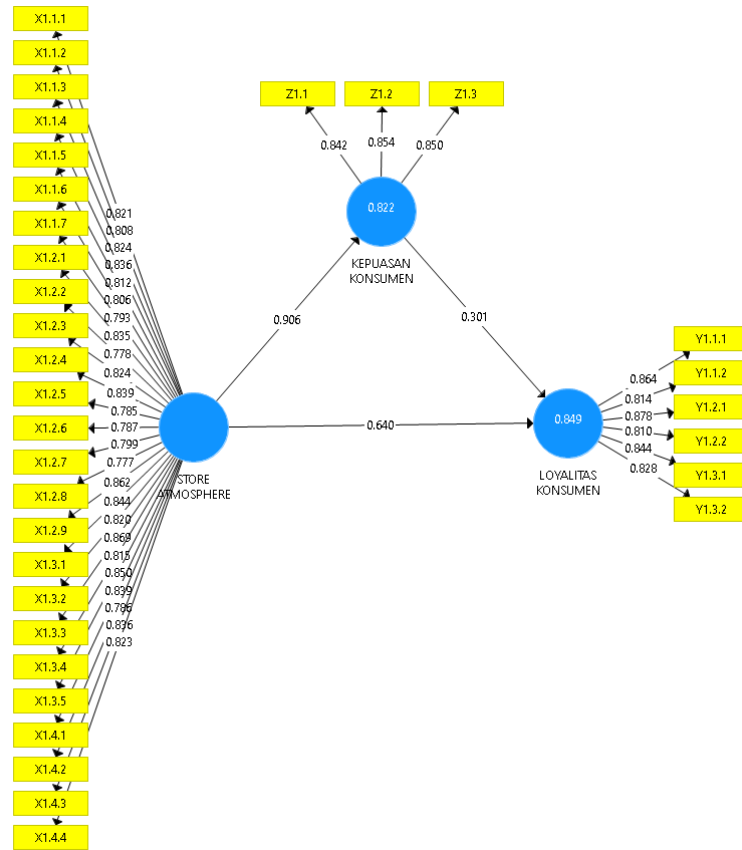 X1.1.1
X1.1.2
X1.1.3
X1.1.4
X1.1.5
X1.1.6
X1.1.7
X1.2.1
X1.2.2
X1.2.3
X1.2.4
X1.2.5
X1.2.6
X1.2.7
X1.2.8
X1.2.9
X1.3.1
X1.3.2
X1.3.3
X1.3.4
X1.3.5
X1.4.1
X1.4.2
X1.4.3
X1.4.4
0.821
0.808
0.824
0.836
0.812
0.806
0.793
0.835
0.778
0.824
0.839
0.785
0.787
0.799
0.777
0.862
0.844
0.820
0.869
0.815
0.850
0.839
0.786
0.836
0.823
STORE
ATMOSPHERE
0.906
0.640
Z1.1
Z1.2
Z1.3
0.842
0.854
0.850
0.822
KEPUASAN
KONSUMEN
0.301
0.849
LOYALITAS
KONSUMEN
0.864
0.814
0.878
0.810
0.844
0.828
Y1.1.1
Y1.1.2
Y1.2.1
Y1.2.2
Y1.3.1
Y1.3.2